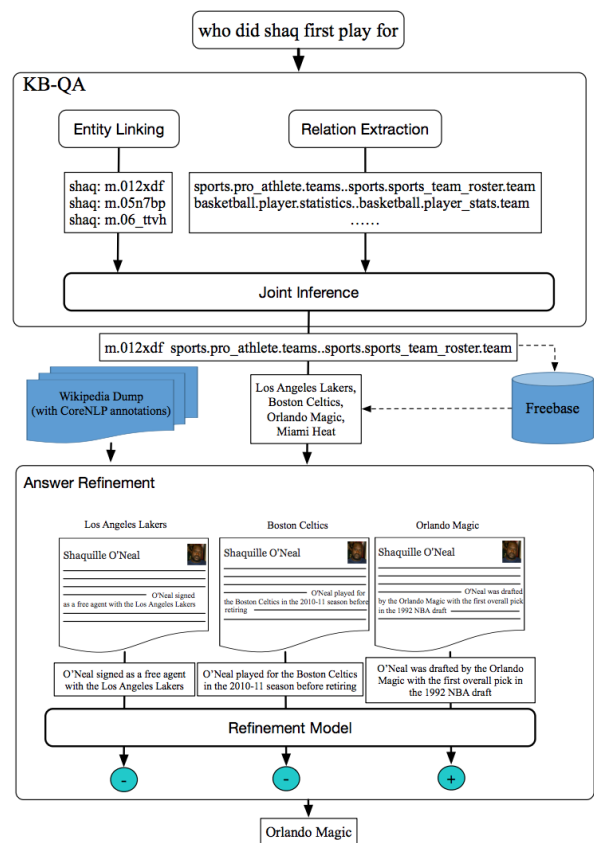 who did shaq first play for
KB-QA
Entity Linking
Relation Extraction
shaq: m.012xdf
shaq: m.05n7bp
shaq: m.06_ttvh
sports.pro_athlete.teams..sports.sports_team_roster.team
basketball.player.statistics..basketball.player_stats.team
......
Joint Inference
m.012xdf sports.pro_athlete.teams..sports.sports_team_roster.team
Wikipedia Dump
(with CoreNLP annotations)
Los Angeles Lakers,
Boston Celtics,
Orlando Magic,
Miami Heat
Freebase
Answer Refinement
Los Angeles Lakers
Shaquille O'Neal
O'Neal signed
as a free agent with the Los Angeles Lakers
Boston Celtics
Shaquille O'Neal
O'Neal played for
the Boston Celtics in the 2010-11 season before
retiring
Orlando Magic
Shaquille O'Neal
O'Neal was drafted
by the Orlando Magic with the first overall pick
in the 1992 NBA draft
O'Neal signed as a free agent
with the Los Angeles Lakers
O'Neal played for the Boston Celtics
in the 2010-11 season before retiring
O'Neal was drafted by the Orlando
Magic with the first overall pick in
the 1992 NBA draft
Refinement Model
-
-
+
Orlando Magic